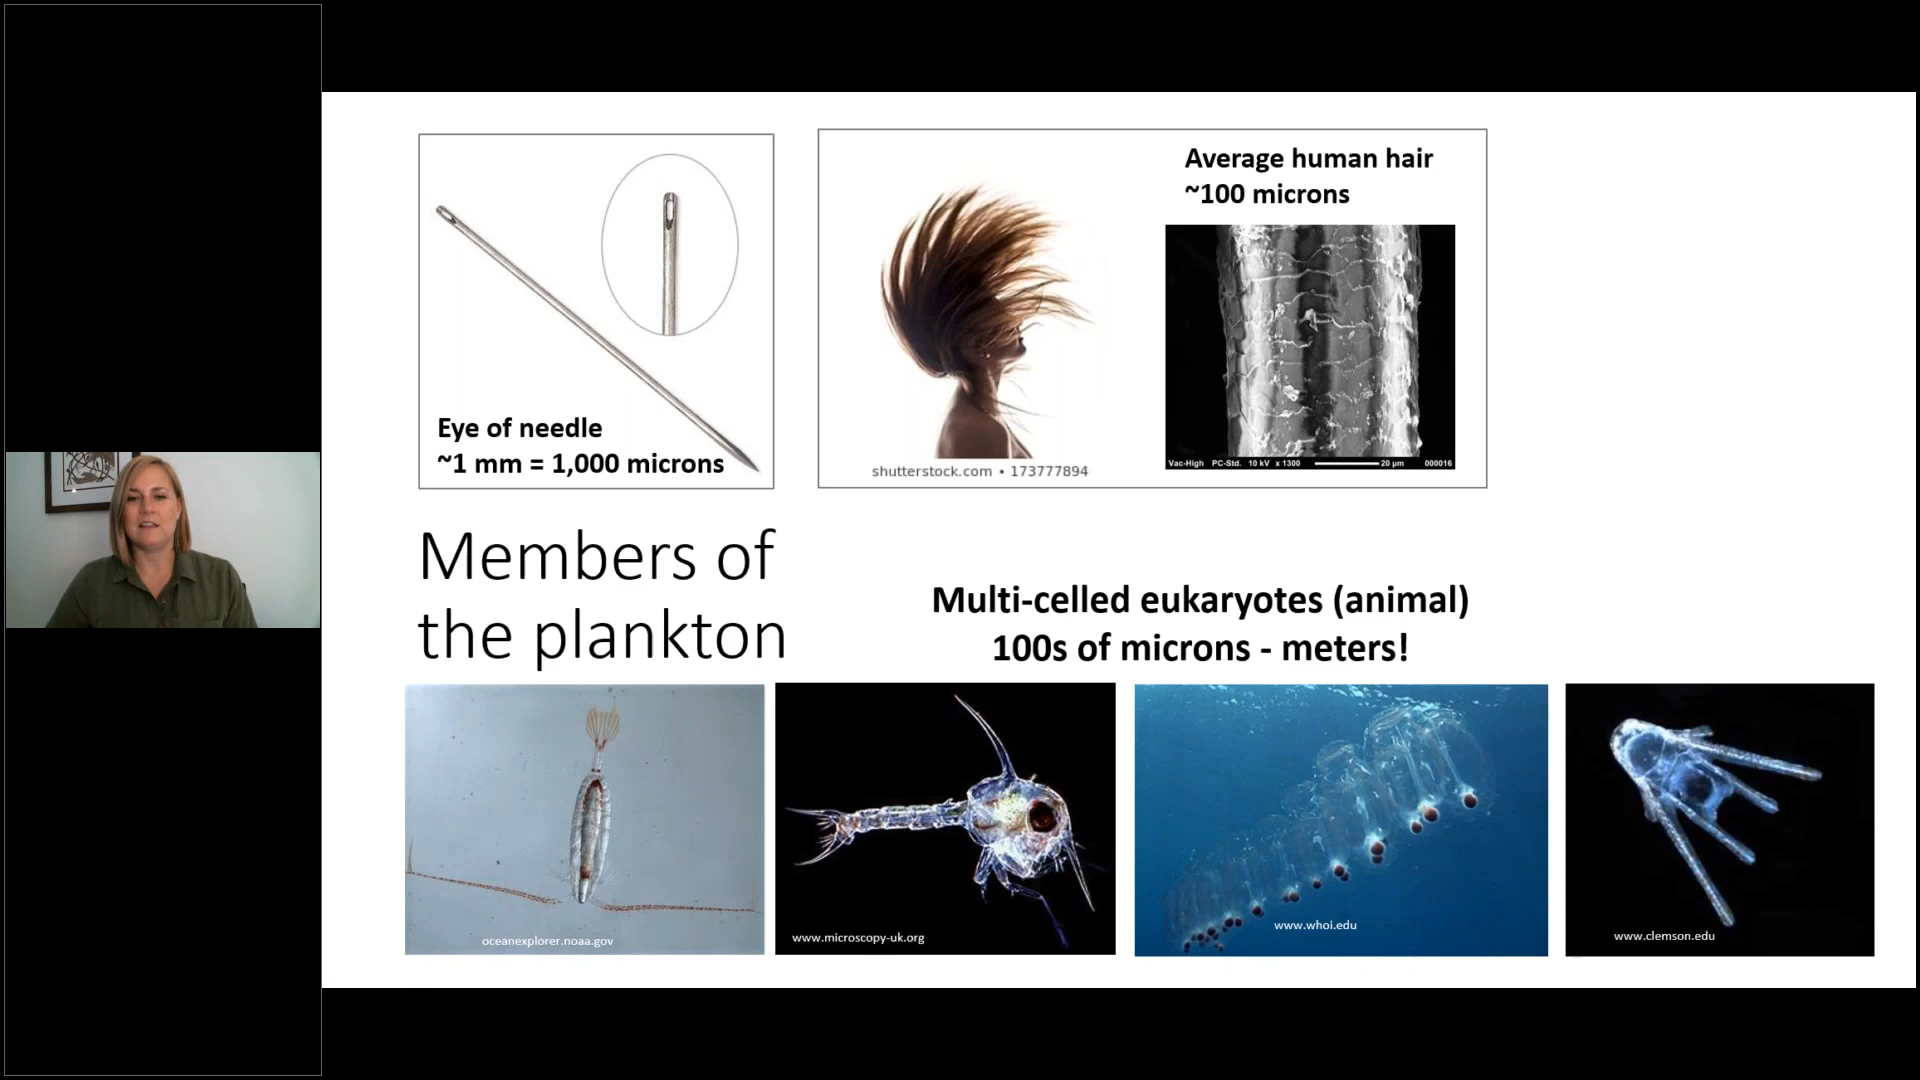 Average human hair
~100 microns
Eye of needle
~1 mm = 1,000 microns
Vac-High PC-Std. 10 kV x 1300 20 µm 000016
shutterstock.com • 173777894
Members of
the plankton
Multi-celled eukaryotes (animal)
100s of microns - meters!
oceanexplorer.noaa.gov
www.microscopy-uk.org
www.whoi.edu
www.clemson.edu